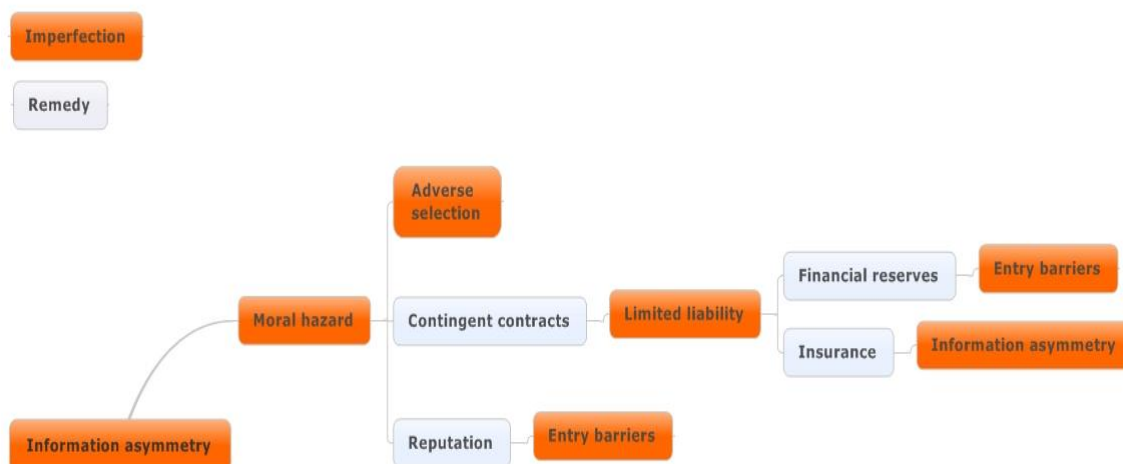 Imperfection
Remedy
Adverse
selection
Financial reserves
Entry barriers
Moral hazard
Contingent contracts
Limited liability
Insurance
Information asymmetry
Reputation
Entry barriers
Information asymmetry